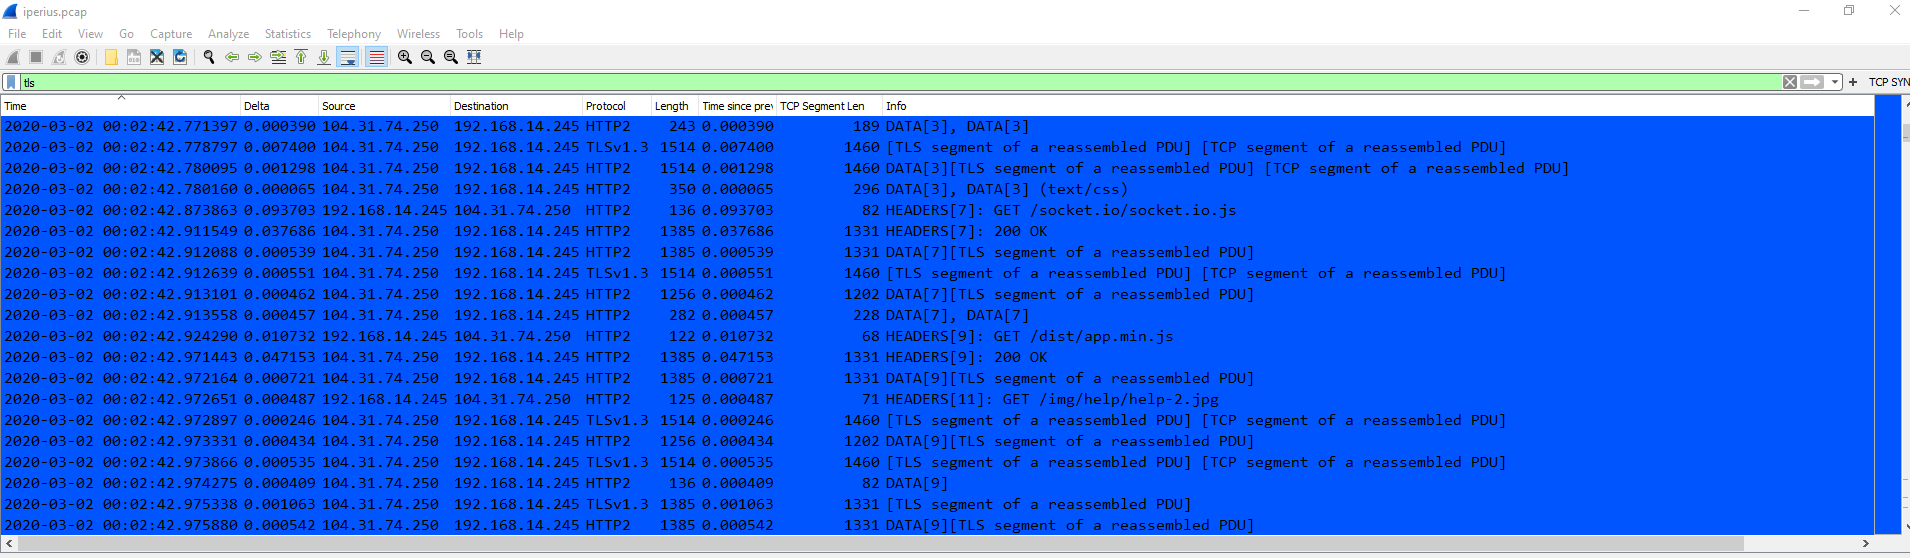 iperius.pcap
File Edit View Go Capture Analyze Statistics Telephony Wireless Tools Help
tls TCP SYN
Time Delta Source Destination Protocol Length Time since prev TCP Segment Len Info
2020-03-02 00:02:42.771397 0.000390 104.31.74.250 192.168.14.245 HTTP2 243 0.000390 189 DATA[3], DATA[3]
2020-03-02 00:02:42.778797 0.007400 104.31.74.250 192.168.14.245 TLSv1.3 1514 0.007400 1460 [TLS segment of a reassembled PDU] [TCP segment of a reassembled PDU]
2020-03-02 00:02:42.780095 0.001298 104.31.74.250 192.168.14.245 HTTP2 1514 0.001298 1460 DATA[3][TLS segment of a reassembled PDU] [TCP segment of a reassembled PDU]
2020-03-02 00:02:42.780160 0.000065 104.31.74.250 192.168.14.245 HTTP2 350 0.000065 296 DATA[3], DATA[3] (text/css)
2020-03-02 00:02:42.873863 0.093703 192.168.14.245 104.31.74.250 HTTP2 136 0.093703 82 HEADERS[7]: GET /socket.io/socket.io.js
2020-03-02 00:02:42.911549 0.037686 104.31.74.250 192.168.14.245 HTTP2 1385 0.037686 1331 HEADERS[7]: 200 OK
2020-03-02 00:02:42.912088 0.000539 104.31.74.250 192.168.14.245 HTTP2 1385 0.000539 1331 DATA[7][TLS segment of a reassembled PDU]
2020-03-02 00:02:42.912639 0.000551 104.31.74.250 192.168.14.245 TLSv1.3 1514 0.000551 1460 [TLS segment of a reassembled PDU] [TCP segment of a reassembled PDU]
2020-03-02 00:02:42.913101 0.000462 104.31.74.250 192.168.14.245 HTTP2 1256 0.000462 1202 DATA[7][TLS segment of a reassembled PDU]
2020-03-02 00:02:42.913558 0.000457 104.31.74.250 192.168.14.245 HTTP2 282 0.000457 228 DATA[7], DATA[7]
2020-03-02 00:02:42.924290 0.010732 192.168.14.245 104.31.74.250 HTTP2 122 0.010732 68 HEADERS[9]: GET /dist/app.min.js
2020-03-02 00:02:42.971443 0.047153 104.31.74.250 192.168.14.245 HTTP2 1385 0.047153 1331 HEADERS[9]: 200 OK
2020-03-02 00:02:42.972164 0.000721 104.31.74.250 192.168.14.245 HTTP2 1385 0.000721 1331 DATA[9][TLS segment of a reassembled PDU]
2020-03-02 00:02:42.972651 0.000487 192.168.14.245 104.31.74.250 HTTP2 125 0.000487 71 HEADERS[11]: GET /img/help/help-2.jpg
2020-03-02 00:02:42.972897 0.000246 104.31.74.250 192.168.14.245 TLSv1.3 1514 0.000246 1460 [TLS segment of a reassembled PDU] [TCP segment of a reassembled PDU]
2020-03-02 00:02:42.973331 0.000434 104.31.74.250 192.168.14.245 HTTP2 1256 0.000434 1202 DATA[9][TLS segment of a reassembled PDU]
2020-03-02 00:02:42.973866 0.000535 104.31.74.250 192.168.14.245 TLSv1.3 1514 0.000535 1460 [TLS segment of a reassembled PDU] [TCP segment of a reassembled PDU]
2020-03-02 00:02:42.974275 0.000409 104.31.74.250 192.168.14.245 HTTP2 136 0.000409 82 DATA[9]
2020-03-02 00:02:42.975338 0.001063 104.31.74.250 192.168.14.245 TLSv1.3 1385 0.001063 1331 [TLS segment of a reassembled PDU]
2020-03-02 00:02:42.975880 0.000542 104.31.74.250 192.168.14.245 HTTP2 1385 0.000542 1331 DATA[9][TLS segment of a reassembled PDU]